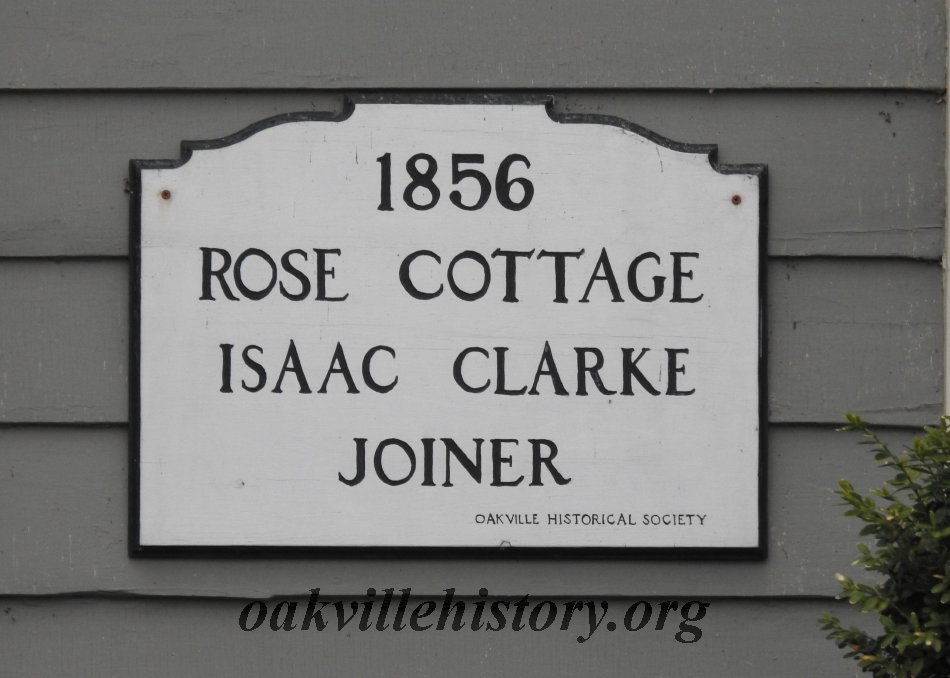 1856
ROSE COTTAGE
ISAAC CLARKE
JOINER
OAKVILLE HISTORICAL SOCIETY
oakvillehistory.org